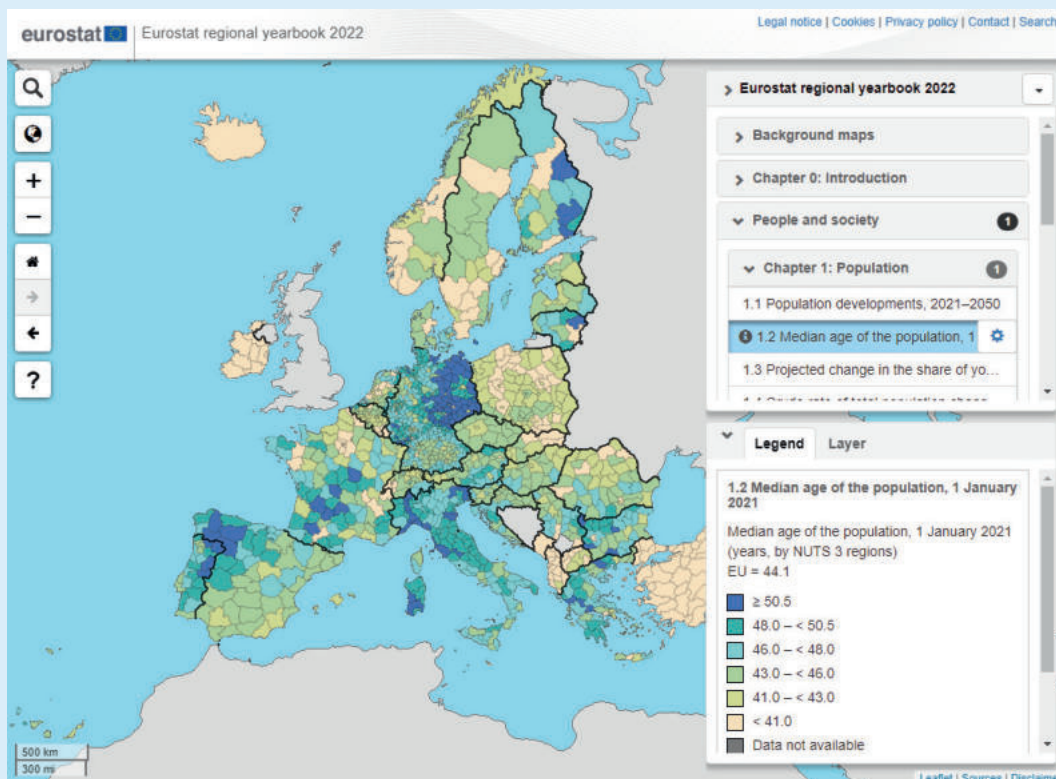 Legal notice | Cookies | Privacy policy | Contact | Search
eurostat | Eurostat regional yearbook 2022
Eurostat regional yearbook 2022
Background maps
Chapter 0: Introduction
People and society 1
Chapter 1: Population 1
1.1 Population developments, 2021–2050
1.2 Median age of the population, 1
1.3 Projected change in the share of yo...
Legend Layer
1.2 Median age of the population, 1 January
2021
Median age of the population, 1 January 2021
(years, by NUTS 3 regions)
EU = 44.1
≥ 50.5
48.0 – < 50.5
46.0 – < 48.0
43.0 – < 46.0
41.0 – < 43.0
< 41.0
Data not available
500 km
300 mi
Leaflet | Sources | Disclaime